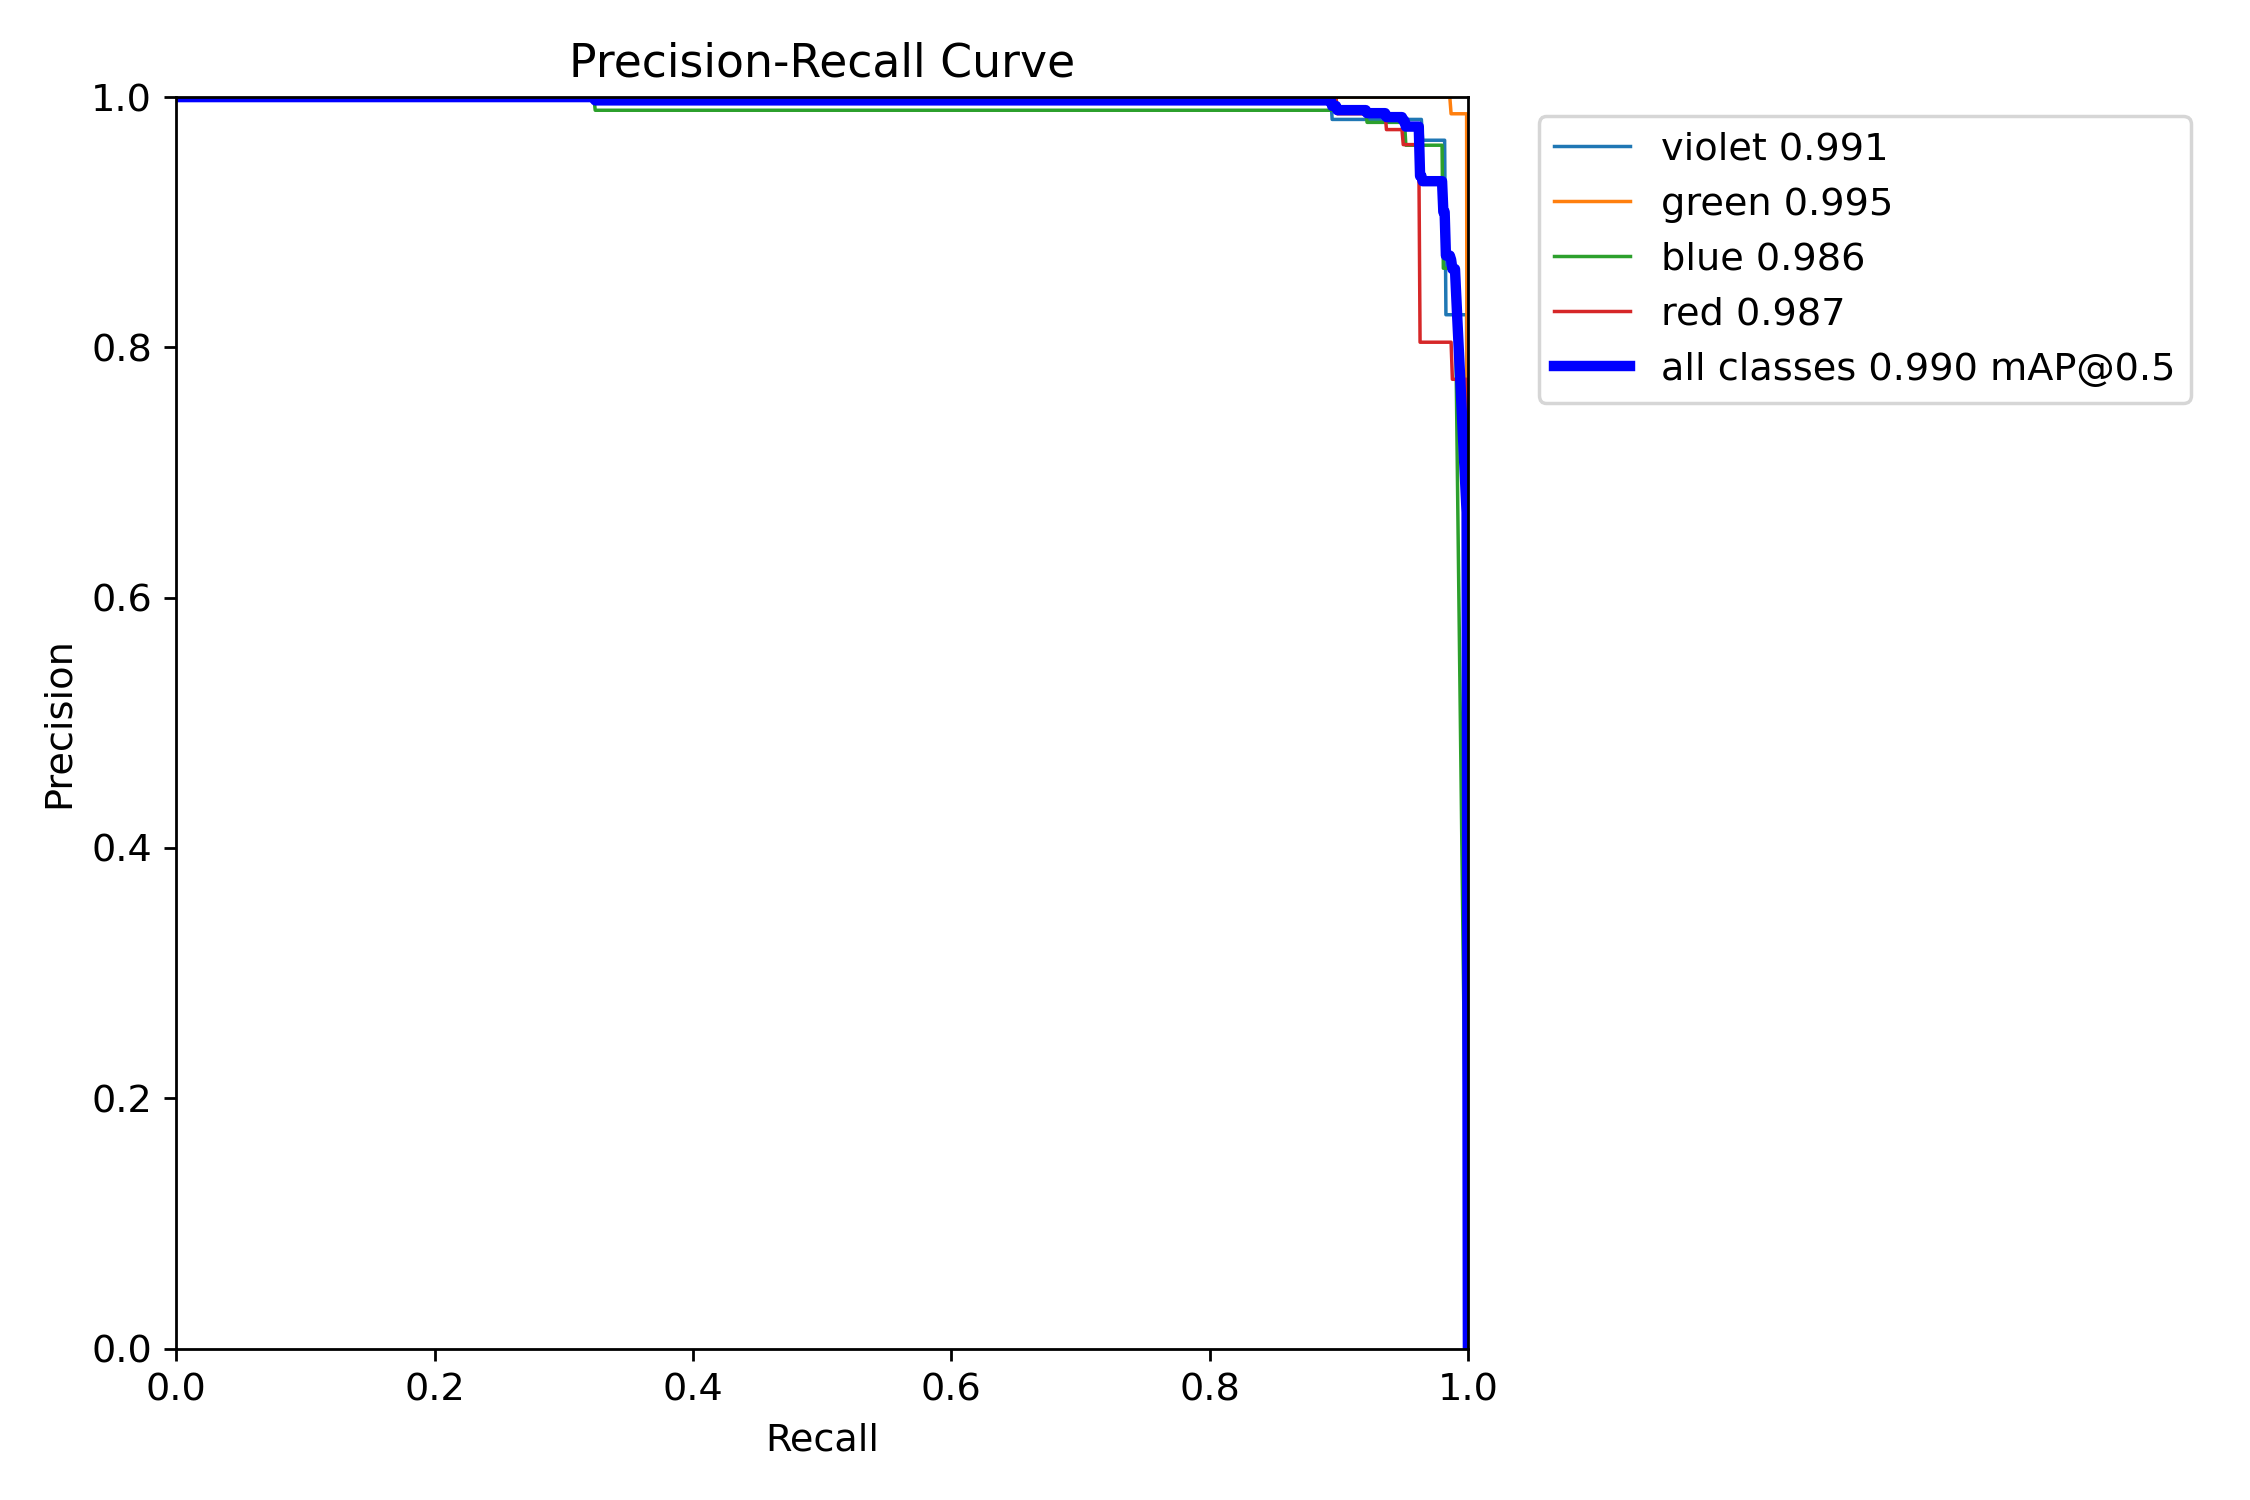 Precision-Recall Curve
1.0
0.8
0.6
0.4
0.2
0.0
Precision
0.0 0.2 0.4 0.6 0.8 1.0
Recall
violet 0.991
green 0.995
blue 0.986
red 0.987
all classes 0.990 mAP@0.5